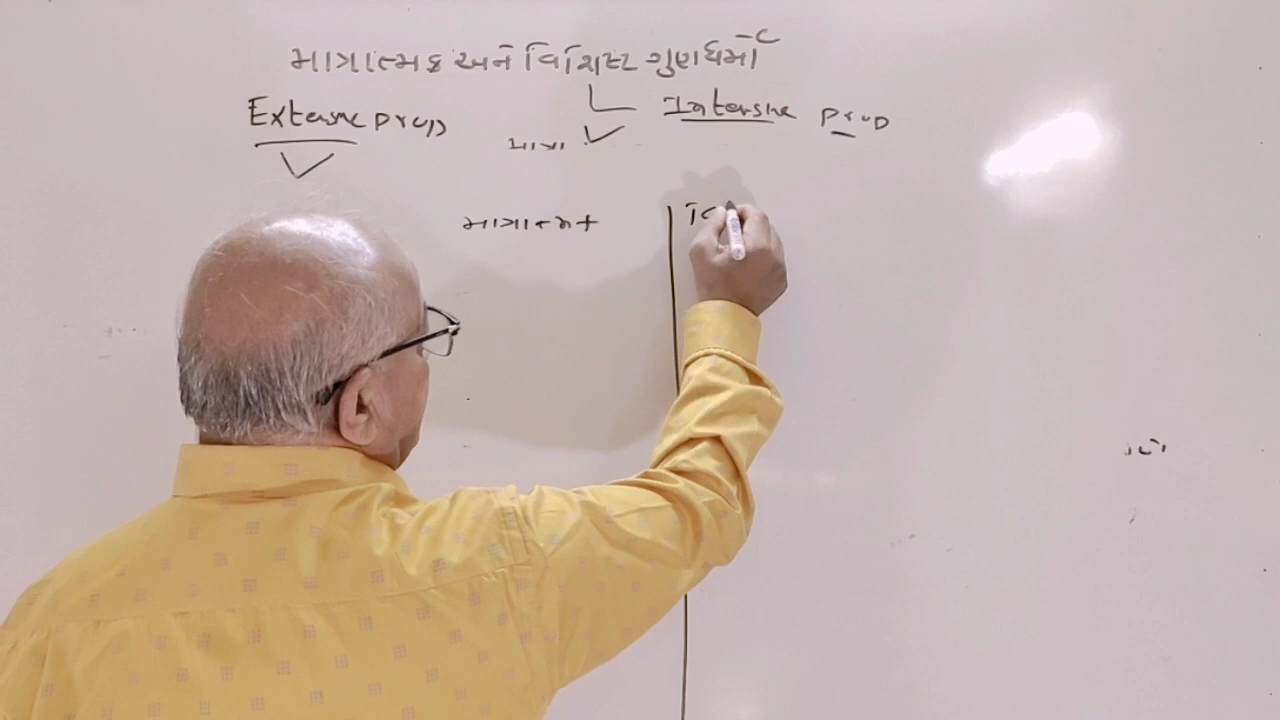 માત્રાત્મક અને વિશિષ્ટ ગુણધર્મો
Extensive prop
Intensive prop
માત્રા
માત્રાત્મક
વિ